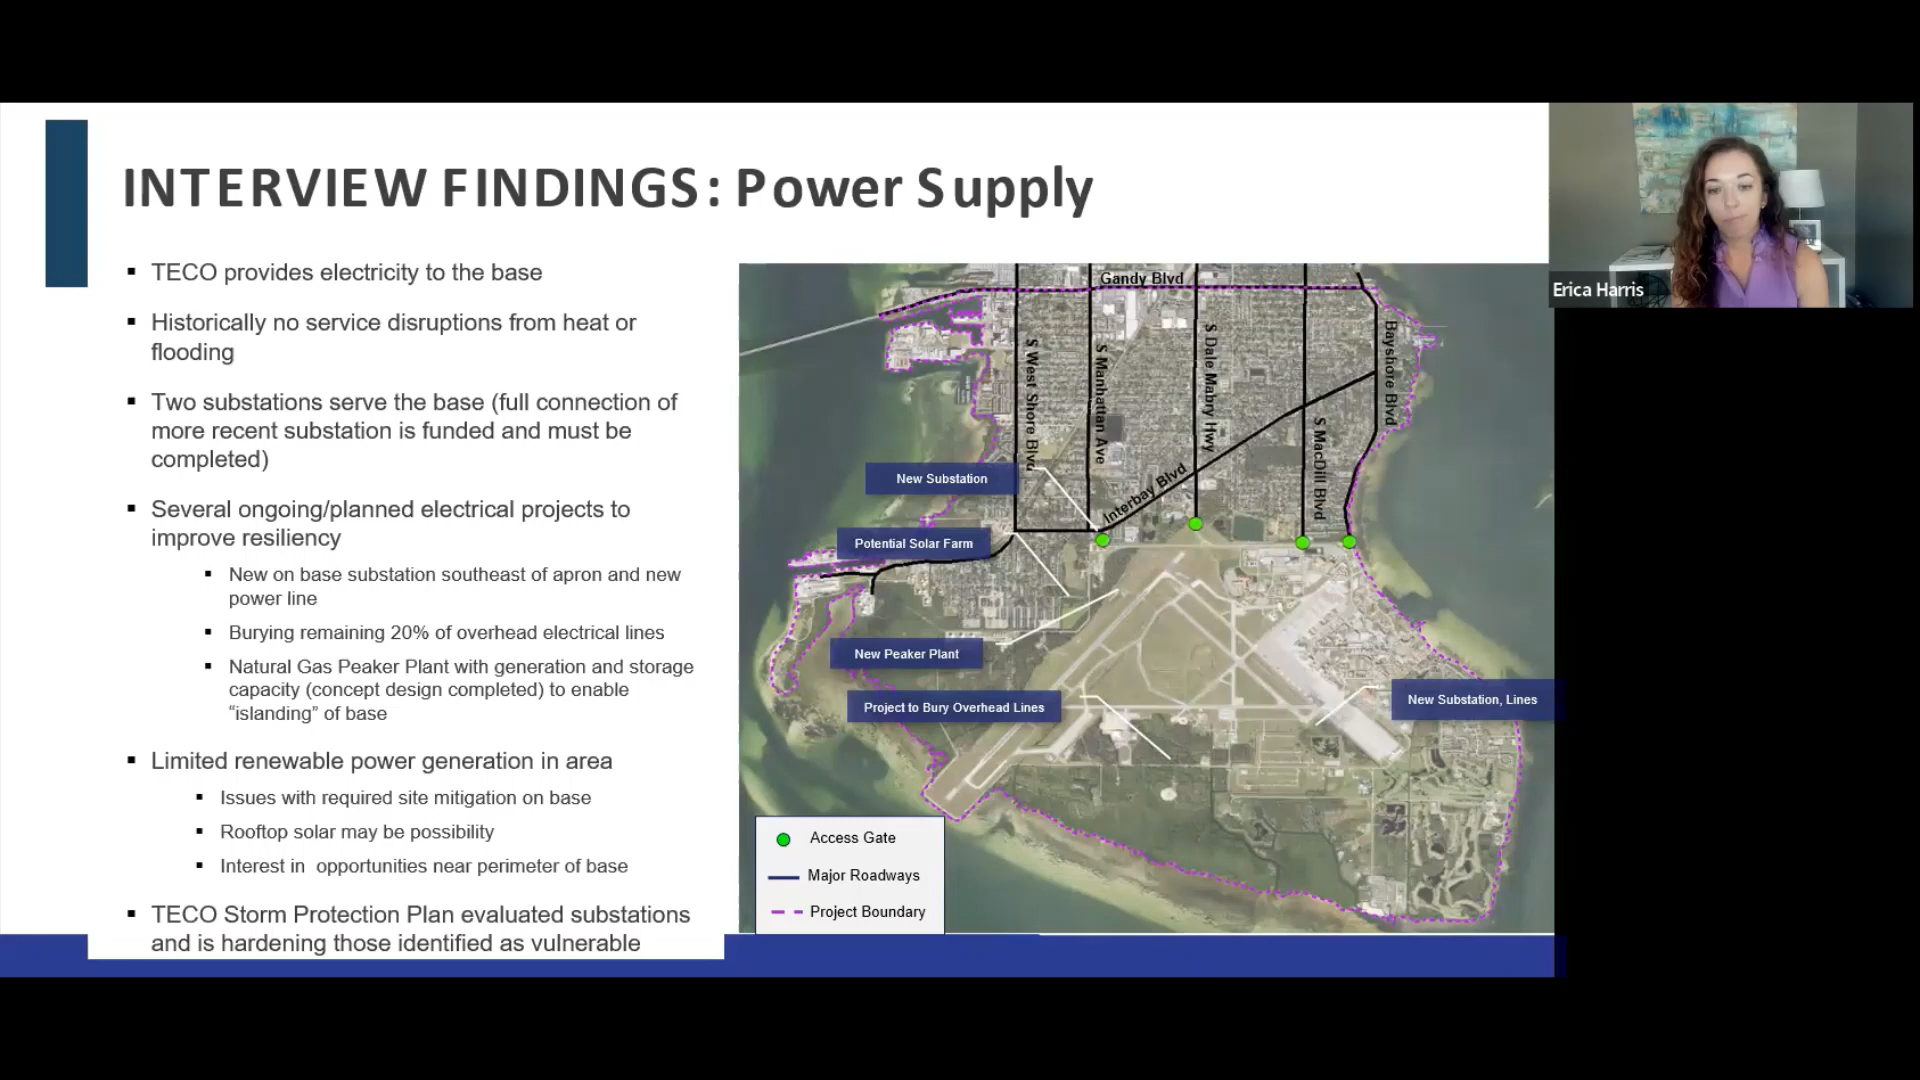 INTERVIEW FINDINGS: Power Supply
▪ TECO provides electricity to the base
▪ Historically no service disruptions from heat or
flooding
▪ Two substations serve the base (full connection of
more recent substation is funded and must be
completed)
▪ Several ongoing/planned electrical projects to
improve resiliency
▪ New on base substation southeast of apron and new
power line
▪ Burying remaining 20% of overhead electrical lines
▪ Natural Gas Peaker Plant with generation and storage
capacity (concept design completed) to enable
“islanding” of base
▪ Limited renewable power generation in area
▪ Issues with required site mitigation on base
▪ Rooftop solar may be possibility
▪ Interest in opportunities near perimeter of base
▪ TECO Storm Protection Plan evaluated substations
and is hardening those identified as vulnerable
Gandy Blvd
S West Shore Blvd
S Manhattan Ave
S Dale Mabry Hwy
S MacDill Blvd
Bayshore Blvd
Interbay Blvd
New Substation
Potential Solar Farm
New Peaker Plant
Project to Bury Overhead Lines
New Substation, Lines
Access Gate
Major Roadways
Project Boundary
Erica Harris